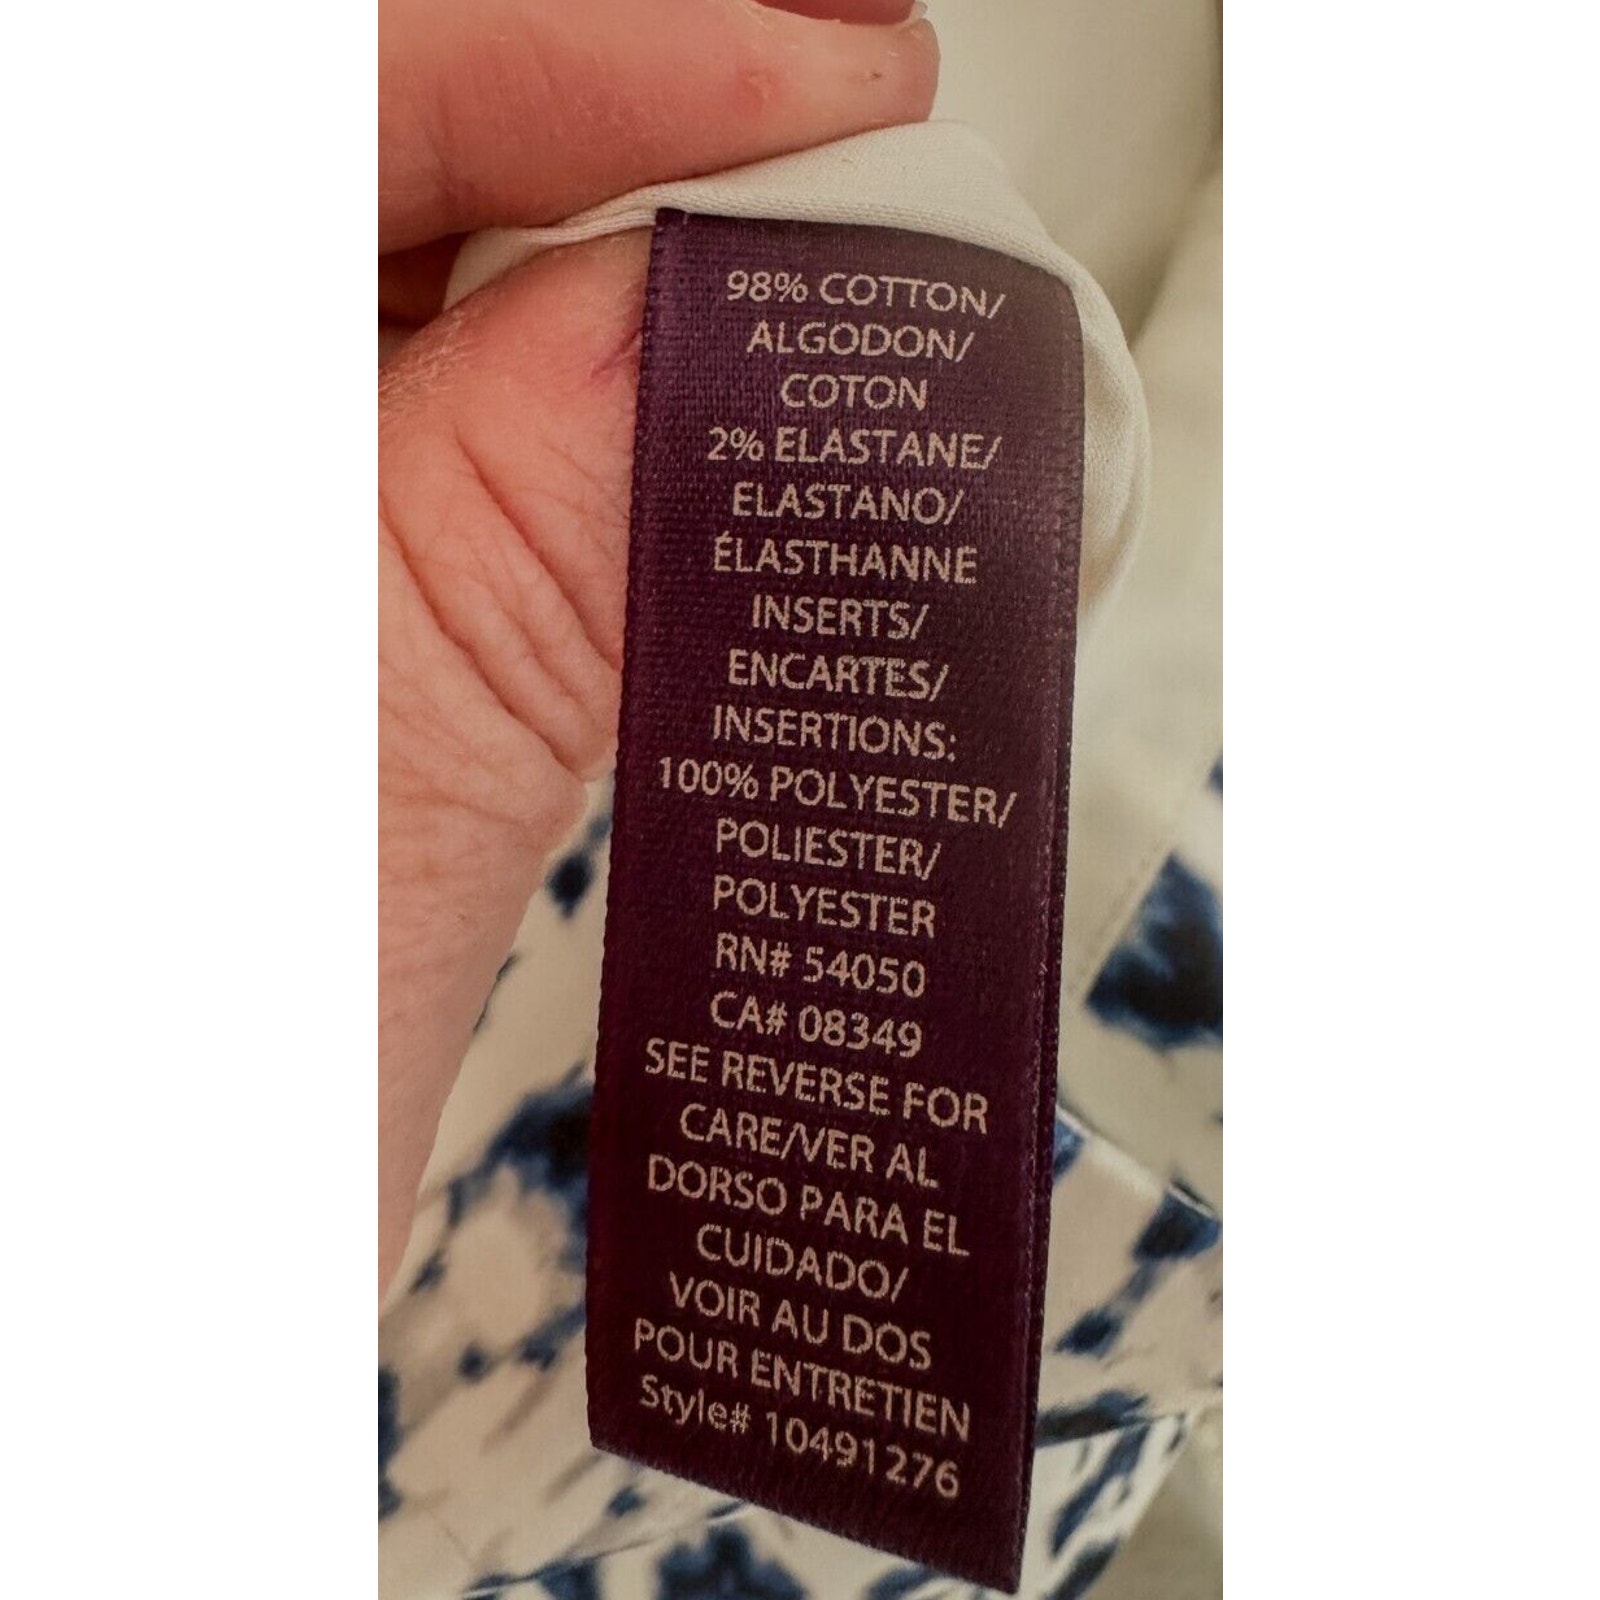 98% COTTON/
ALGODON/
COTON
2% ELASTANE/
ELASTANO/
ÉLASTHANNE
INSERTS/
ENCARTES/
INSERTIONS:
100% POLYESTER/
POLIESTER/
POLYESTER
RN# 54050
CA# 08349
SEE REVERSE FOR
CARE/VER AL
DORSO PARA EL
CUIDADO/
VOIR AU DOS
POUR ENTRETIEN
Style# 10491276